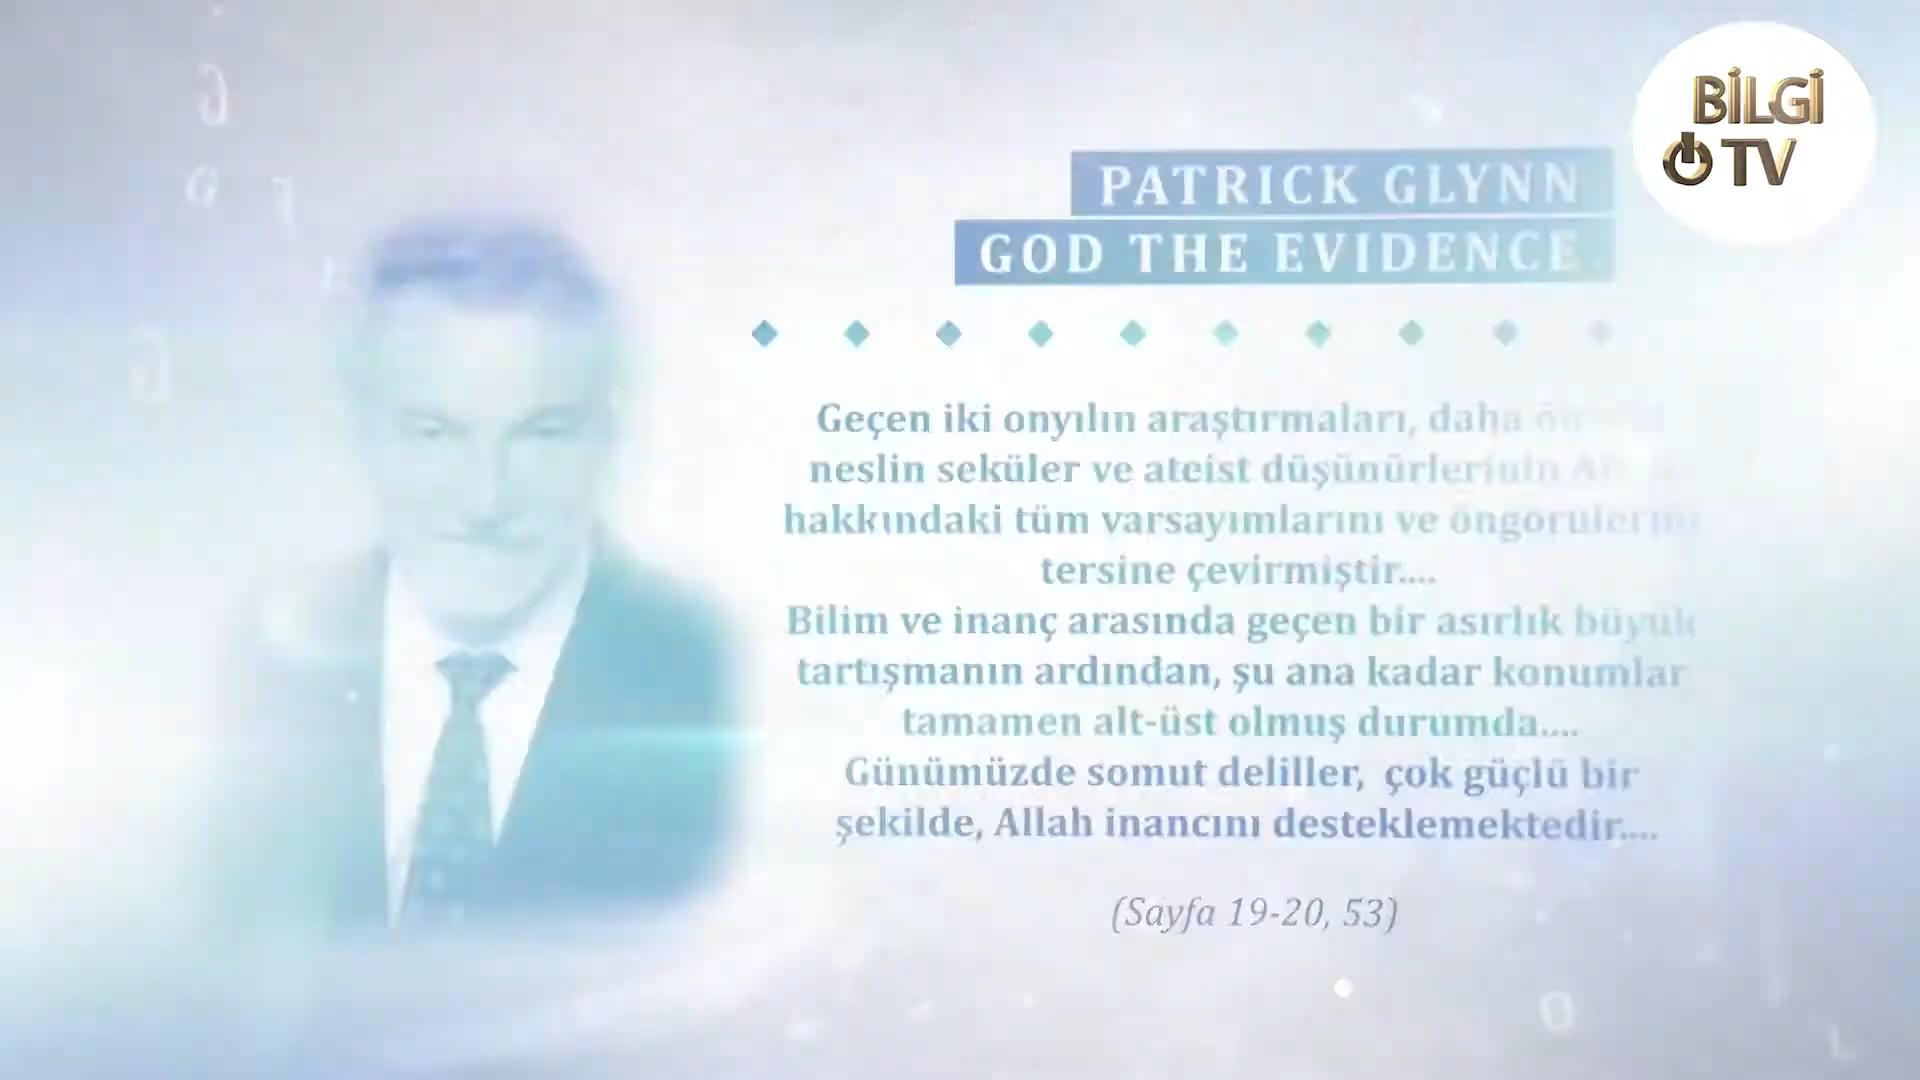 BİLGİ
TV
PATRICK GLYNN
GOD THE EVIDENCE
Geçen iki onyılın araştırmaları, daha
neslin seküler ve ateist düşünürlerinin
hakkındaki tüm varsayımlarını ve
tersine çevirmiştir....
Bilim ve inanç arasında geçen bir asırlık büyük
tartışmanın ardından, şu ana kadar konumlar
tamamen alt-üst olmuş durumda....
Günümüzde somut deliller, çok güçlü bir
şekilde, Allah inancını desteklemektedir....
(Sayfa 19-20, 53)